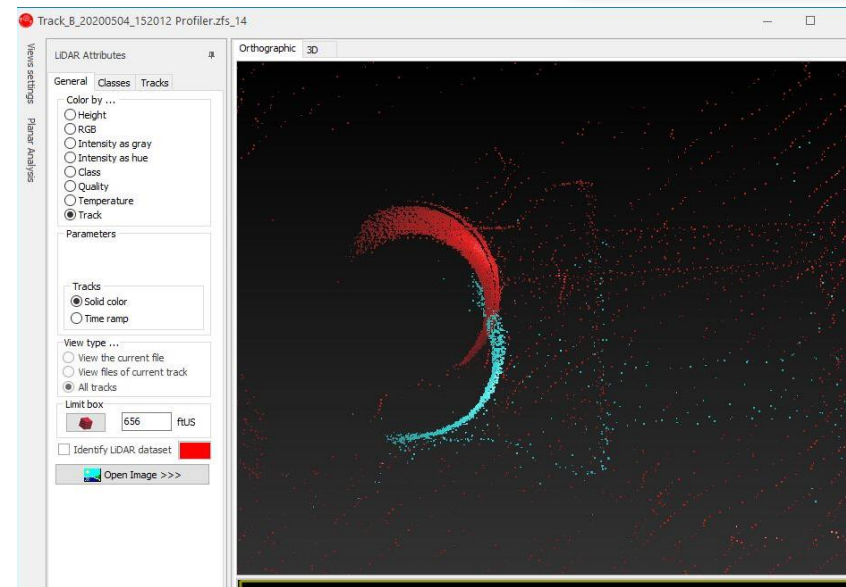 Track_B_20200504_152012 Profiler.zfs_14
Views settings
Planar Analysis
LiDAR Attributes
General Classes Tracks
Color by ...
Height
RGB
Intensity as gray
Intensity as hue
Class
Quality
Temperature
Track
Parameters
Tracks
Solid color
Time ramp
View type ...
View the current file
View files of current track
All tracks
Limit box
656 ftUS
Identify LiDAR dataset
Open Image >>>
Orthographic 3D